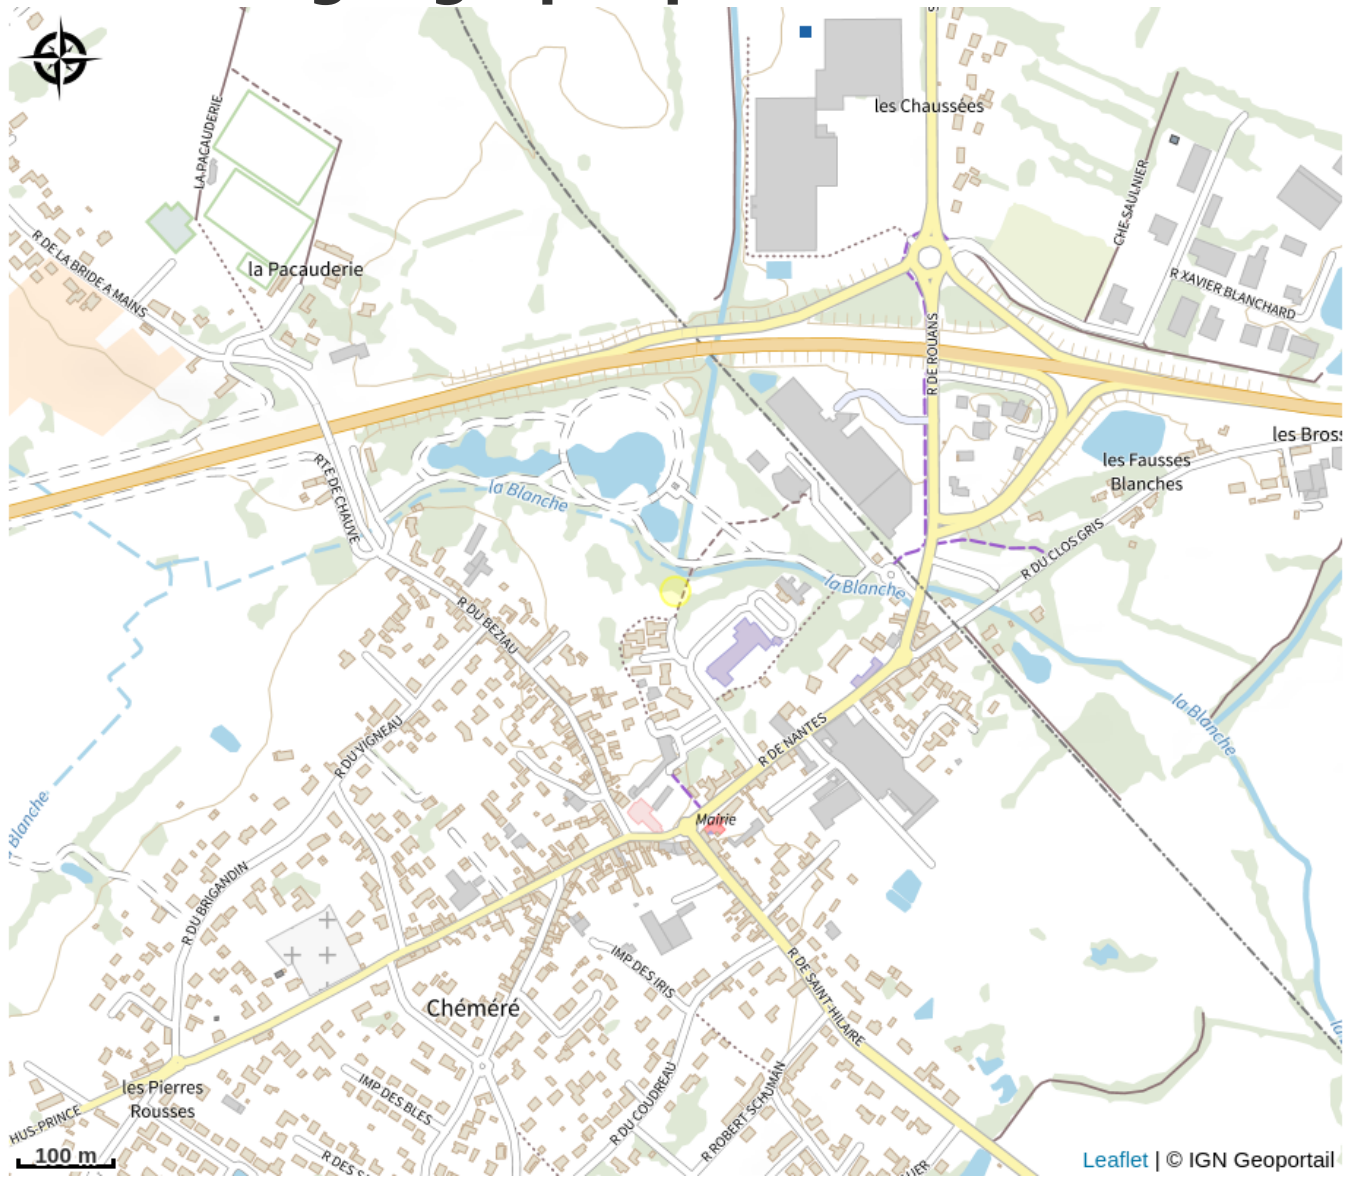 les Chaussées
LA PACAUDERIE
CHE SAULNIER
R DE LA BRIDE A MAINS
la Pacauderie
R XAVIER BLANCHARD
R DE ROUANS
les Bross
les Fausses
Blanches
RTE DE CHAUVE
la Blanche
R DU CLOS GRIS
la Blanche
R DU BEZIAU
la Blanche
R DU VIGNEAU
R DE NANTES
Blanche
Mairie
R DU BRIGANDIN
IMP DES IRIS
R DE SAINT-HILAIRE
Chéméré
les Pierres
Rousses
IMP DES BLES
R DU COUDREAU
R ROBERT SCHUMAN
HUS-PRINCE
100 m
R DES S
Leaflet | © IGN Geoportail